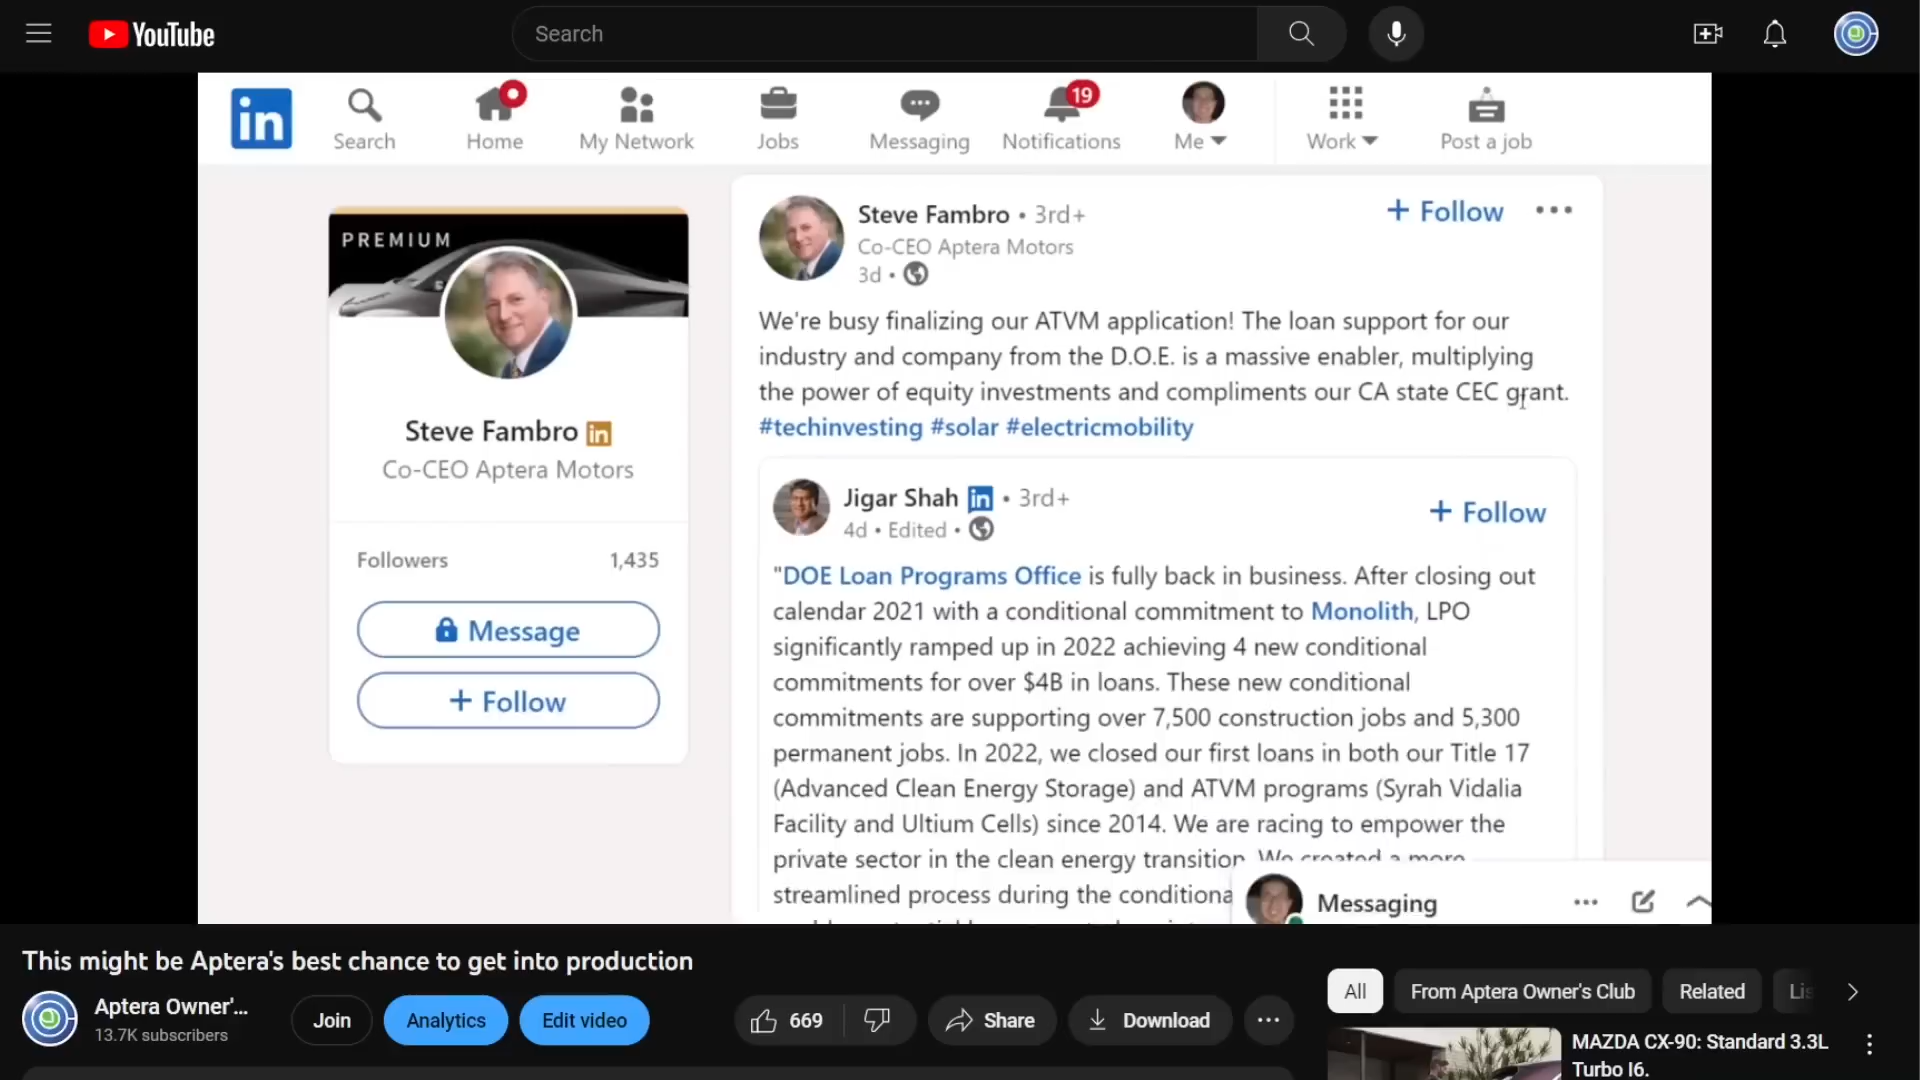 YouTube
Search
in
Search
Home
My Network
Jobs
Messaging
19
Notifications
Me
Work
Post a job
PREMIUM
Steve Fambro in
Co-CEO Aptera Motors
Followers 1,435
Message
+ Follow
Steve Fambro • 3rd+
Co-CEO Aptera Motors
3d •
+ Follow
We're busy finalizing our ATVM application! The loan support for our
industry and company from the D.O.E. is a massive enabler, multiplying
the power of equity investments and compliments our CA state CEC grant.
#techinvesting #solar #electricmobility
Jigar Shah in • 3rd+
4d • Edited •
+ Follow
"DOE Loan Programs Office is fully back in business. After closing out
calendar 2021 with a conditional commitment to Monolith, LPO
significantly ramped up in 2022 achieving 4 new conditional
commitments for over $4B in loans. These new conditional
commitments are supporting over 7,500 construction jobs and 5,300
permanent jobs. In 2022, we closed our first loans in both our Title 17
(Advanced Clean Energy Storage) and ATVM programs (Syrah Vidalia
Facility and Ultium Cells) since 2014. We are racing to empower the
private sector in the clean energy transition. We created a more
streamlined process during the conditiona
Messaging
This might be Aptera's best chance to get into production
Aptera Owner'...
13.7K subscribers
Join
Analytics
Edit video
669
Share
Download
All
From Aptera Owner's Club
Related
Lis
MAZDA CX-90: Standard 3.3L
Turbo I6.